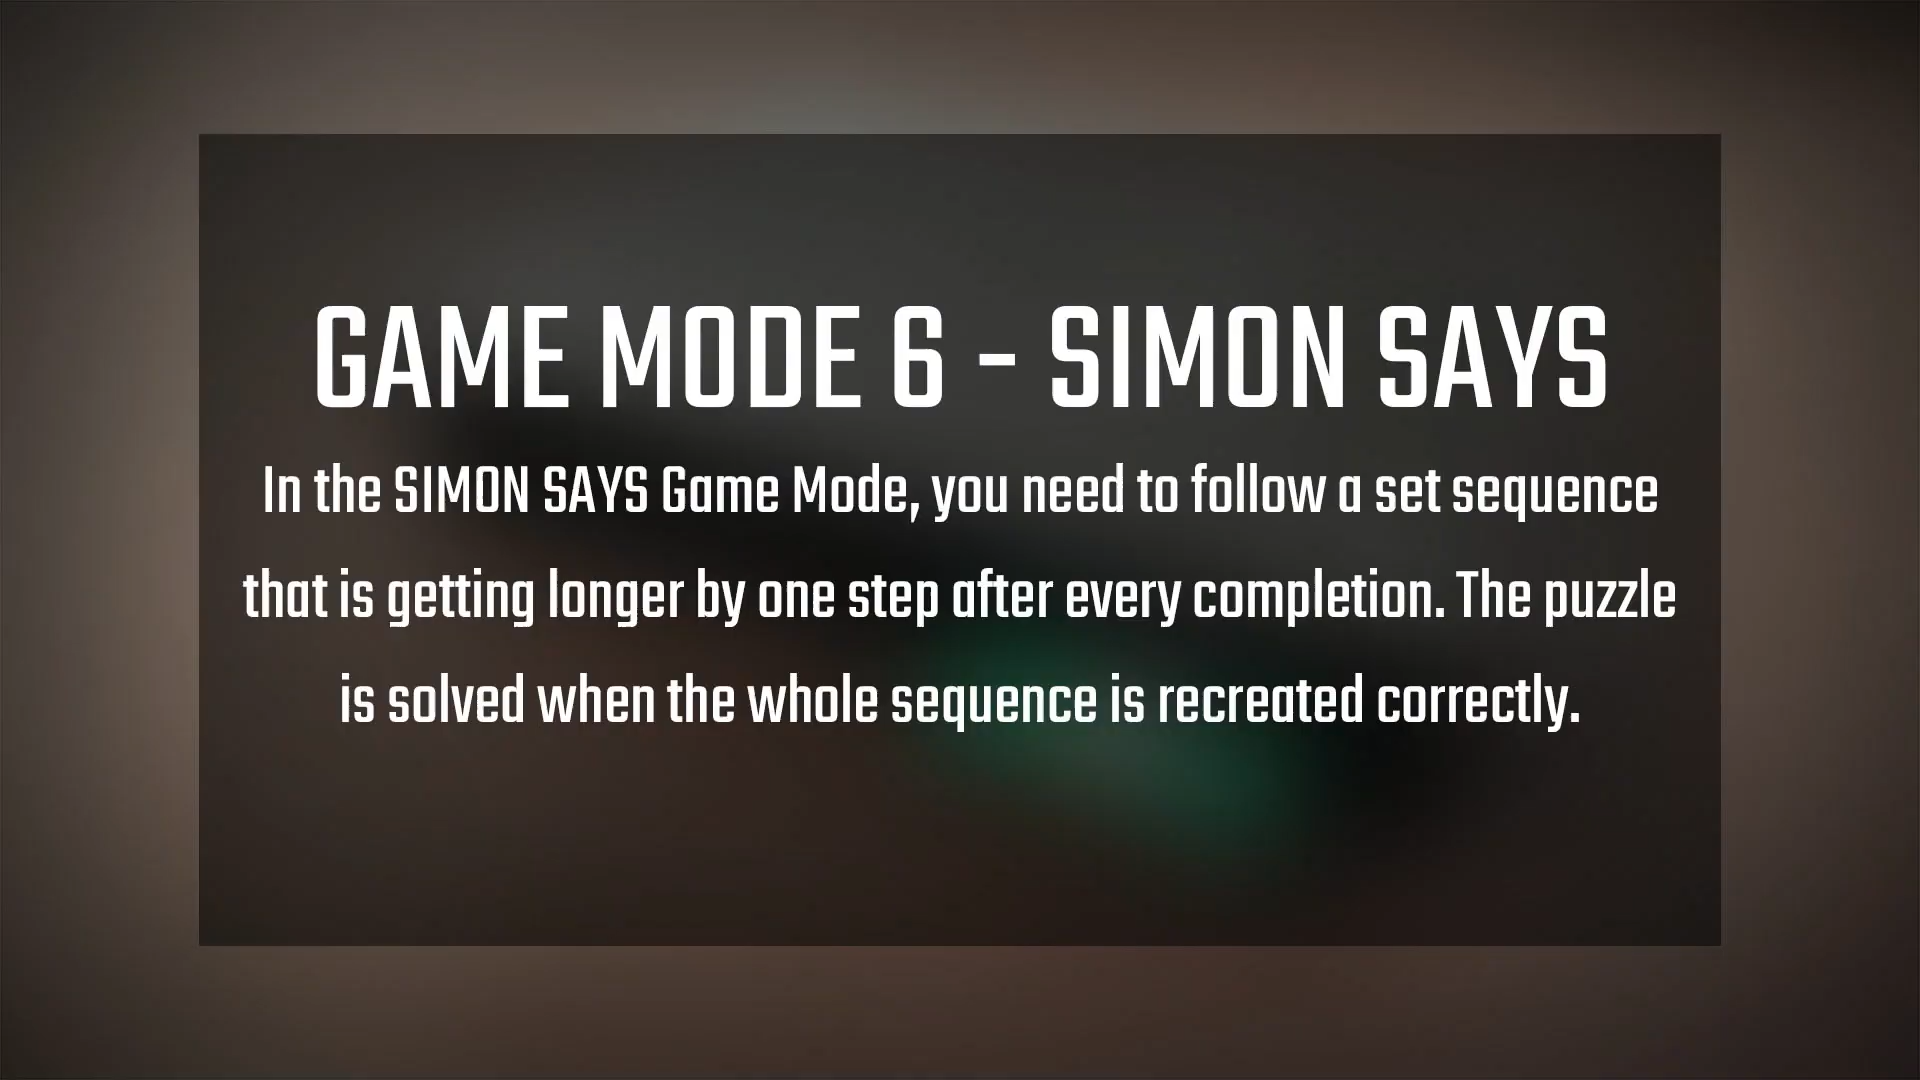 GAME MODE 6 - SIMON SAYS
In the SIMON SAYS Game Mode, you need to follow a set sequence
that is getting longer by one step after every completion. The puzzle
is solved when the whole sequence is recreated correctly.